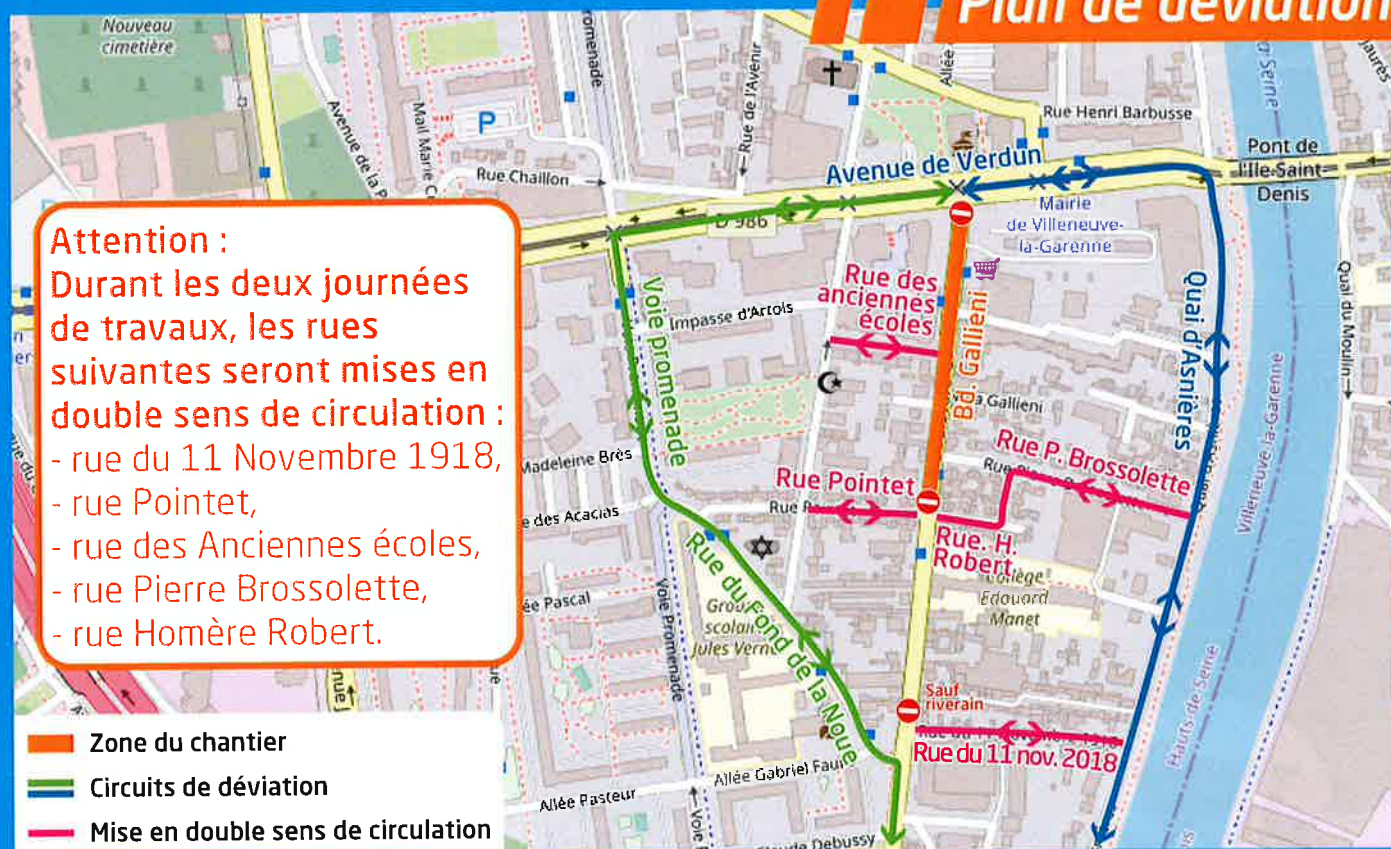 Plan de déviation
Nouveau
cimetière
Rue de l'Avenir
Allée
Rue Henri Barbusse
Mail Marie
P
Avenue de la
Rue Chaillon
Avenue de Verdun
Pont de
l'Ile-Saint-
Denis
D 986
Mairie
de Villeneuve-
la-Garenne
Attention :
Durant les deux journées
de travaux, les rues
suivantes seront mises en
double sens de circulation :
- rue du 11 Novembre 1918,
- rue Pointet,
- rue des Anciennes écoles,
- rue Pierre Brossolette,
- rue Homère Robert.
Voie promenade
Impasse d'Artois
Rue des
anciennes
écoles
Bd. Gallieni
Gallieni
Quai d'Asnières
Quai du Moulin
Villeneuve-la-Garenne
Madeleine Brès
Rue Pointet
Rue P. Brossolette
des Acacias
Rue
Rue. H.
Robert
Collège
Edouard
Manet
Rue du Fond de la Noue
Pascal
Voie Promenade
Groupe
scolaire
Jules Verne
Sauf
riverain
Rue du 11 nov. 2018
Hauts-de-Seine
Allée Gabriel Fauré
Allée Pasteur
Debussy
Zone du chantier
Circuits de déviation
Mise en double sens de circulation